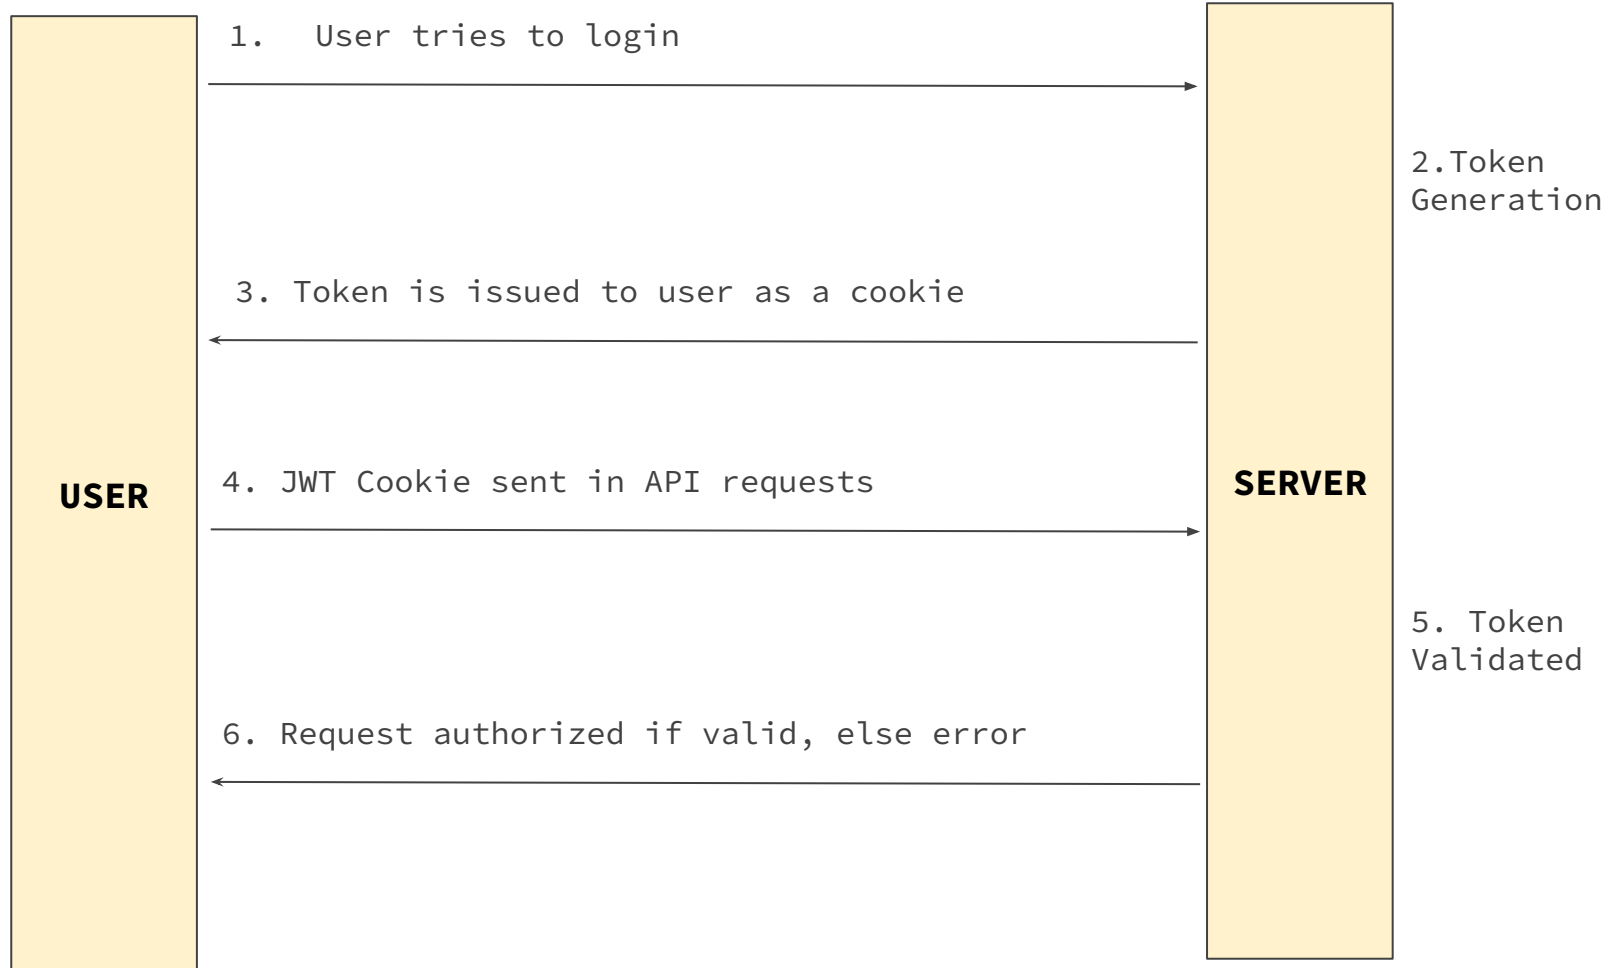 1. User tries to login
2.Token
Generation
3. Token is issued to user as a cookie
USER
4. JWT Cookie sent in API requests
SERVER
5. Token
Validated
6. Request authorized if valid, else error